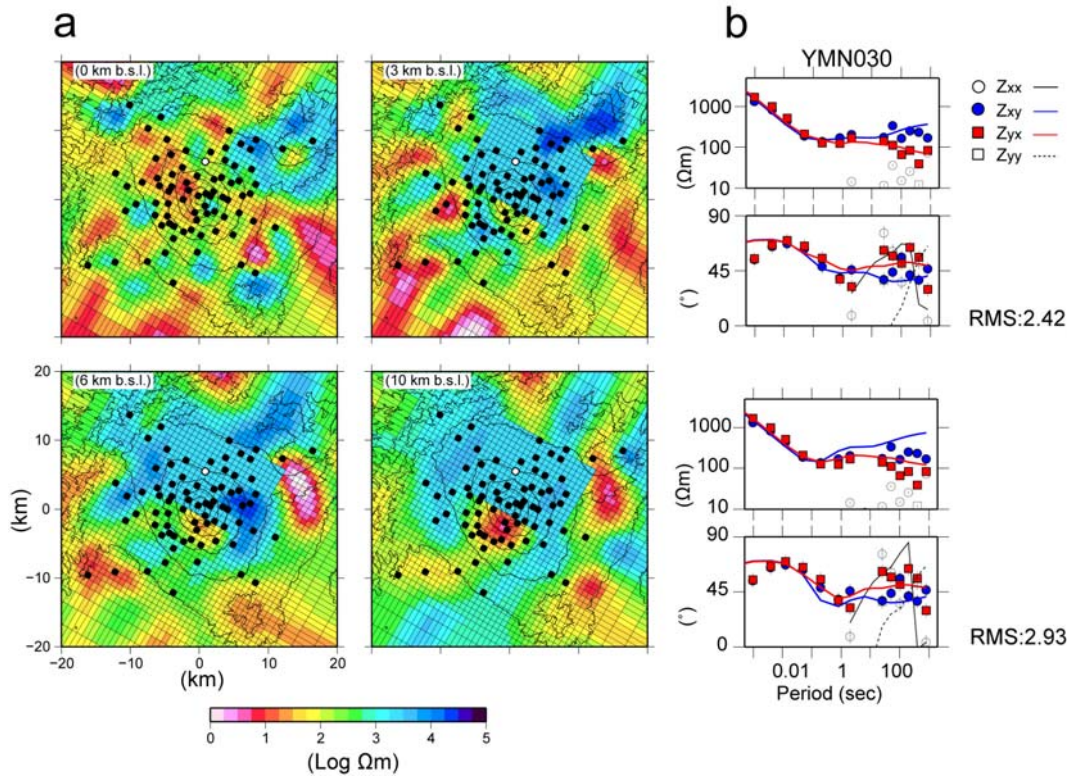 a
b
(0 km b.s.l.)
(3 km b.s.l.)
(6 km b.s.l.)
(10 km b.s.l.)
20
10
0
−10
−20
(km)
−20 −10 0 10 20
(km)
0 1 2 3 4 5
(Log Ωm)
YMN030
1000
100
10
(Ωm)
90
45
0
(°)
Zxx
Zxy
Zyx
Zyy
RMS:2.42
1000
100
10
(Ωm)
90
45
0
(°)
0.01 1 100
Period (sec)
RMS:2.93